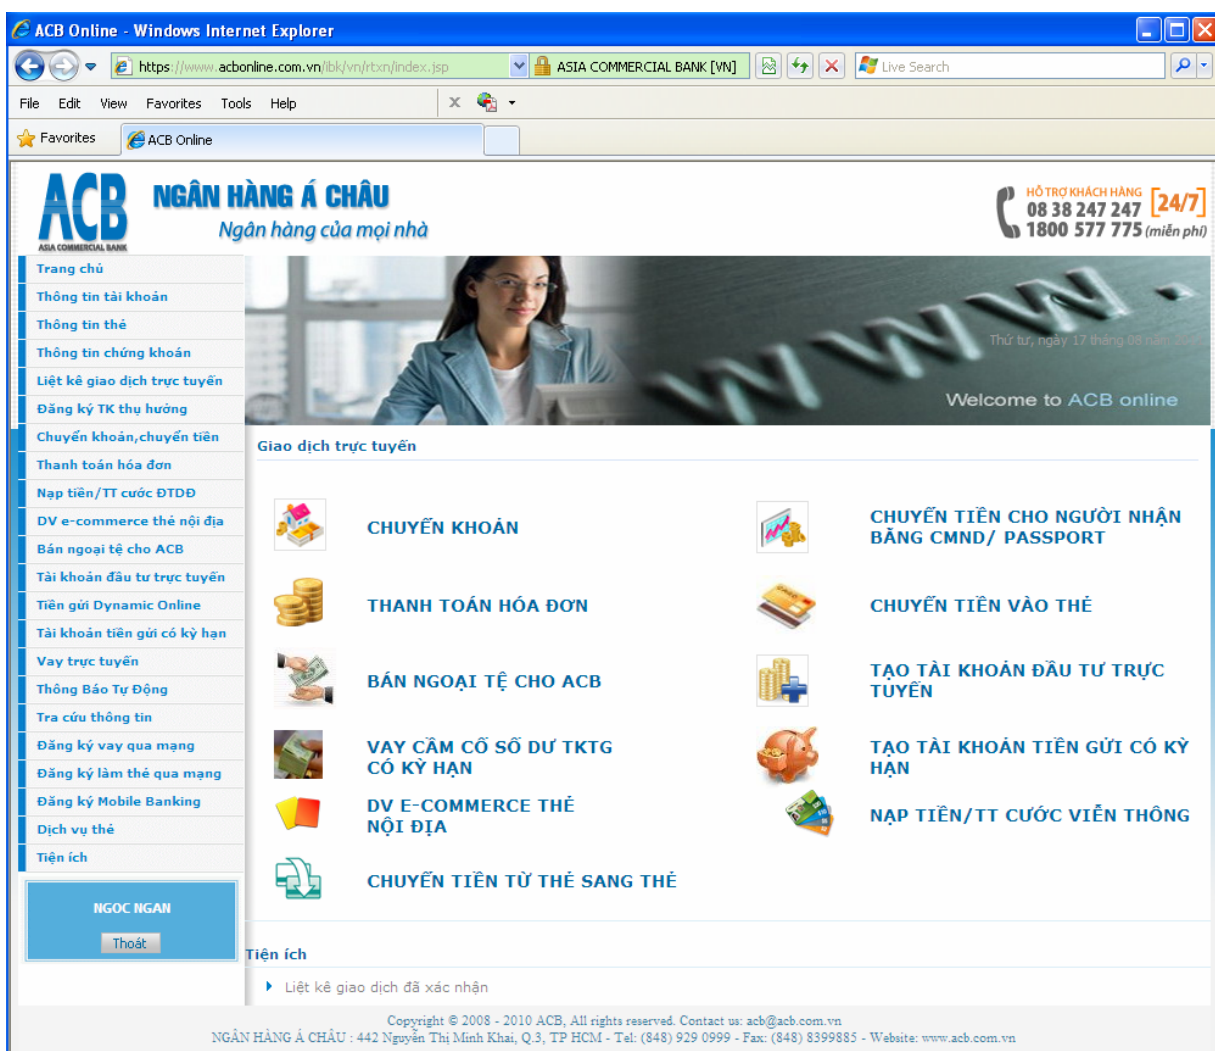 ACB Online - Windows Internet Explorer
https://www.acbonline.com.vn/ibk/vn/rtxn/index.jsp
ASIA COMMERCIAL BANK [VN]
Live Search
File Edit View Favorites Tools Help
Favorites
ACB Online
ACB
ASIA COMMERCIAL BANK
NGÂN HÀNG Á CHÂU
Ngân hàng của mọi nhà
HỖ TRỢ KHÁCH HÀNG
08 38 247 247
[24/7]
1800 577 775 (miễn phí)
Trang chủ
Thông tin tài khoản
Thông tin thẻ
Thông tin chứng khoán
Liệt kê giao dịch trực tuyến
Đăng ký TK thụ hưởng
Chuyển khoản,chuyển tiền
Thanh toán hóa đơn
Nạp tiền/TT cước ĐTDĐ
DV e-commerce thẻ nội địa
Bán ngoại tệ cho ACB
Tài khoản đầu tư trực tuyến
Tiền gửi Dynamic Online
Tài khoản tiền gửi có kỳ hạn
Vay trực tuyến
Thông Báo Tự Động
Tra cứu thông tin
Đăng ký vay qua mạng
Đăng ký làm thẻ qua mạng
Đăng ký Mobile Banking
Dịch vụ thẻ
Tiện ích
NGOC NGAN
Thoát
www.
Thứ tư, ngày 17 tháng 08 năm
Welcome to ACB online
Giao dịch trực tuyến
CHUYỂN KHOẢN
CHUYỂN TIỀN CHO NGƯỜI NHẬN
BẰNG CMND/ PASSPORT
THANH TOÁN HÓA ĐƠN
CHUYỂN TIỀN VÀO THẺ
BÁN NGOẠI TỆ CHO ACB
TẠO TÀI KHOẢN ĐẦU TƯ TRỰC
TUYẾN
VAY CẦM CỐ SỐ DƯ TKTG
CÓ KỲ HẠN
TẠO TÀI KHOẢN TIỀN GỬI CÓ KỲ
HẠN
DV E-COMMERCE THẺ
NỘI ĐỊA
NẠP TIỀN/TT CƯỚC VIỄN THÔNG
CHUYỂN TIỀN TỪ THẺ SANG THẺ
Tiện ích
Liệt kê giao dịch đã xác nhận
Copyright © 2008 - 2010 ACB, All rights reserved. Contact us: acb@acb.com.vn
NGÂN HÀNG Á CHÂU : 442 Nguyễn Thị Minh Khai, Q.3, TP HCM - Tel: (848) 929 0999 - Fax: (848) 8399885 - Website: www.acb.com.vn